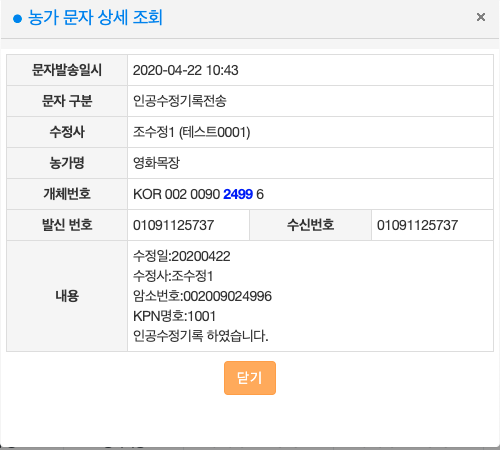 농가 문자 상세 조회 ×
문자발송일시 2020-04-22 10:43
문자 구분 인공수정기록전송
수정사 조수정1 (테스트0001)
농가명 영화목장
개체번호 KOR 002 0090 2499 6
발신 번호 01091125737 수신번호 01091125737
내용
수정일:20200422
수정사:조수정1
암소번호:002009024996
KPN명호:1001
인공수정기록 하였습니다.
닫기